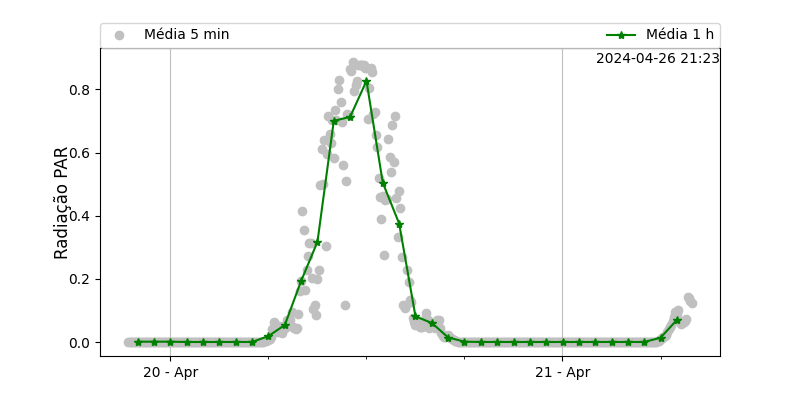 Média 5 min
Média 1 h
2024-04-26 21:23
Radiação PAR
0.8
0.6
0.4
0.2
0.0
20 - Apr
21 - Apr